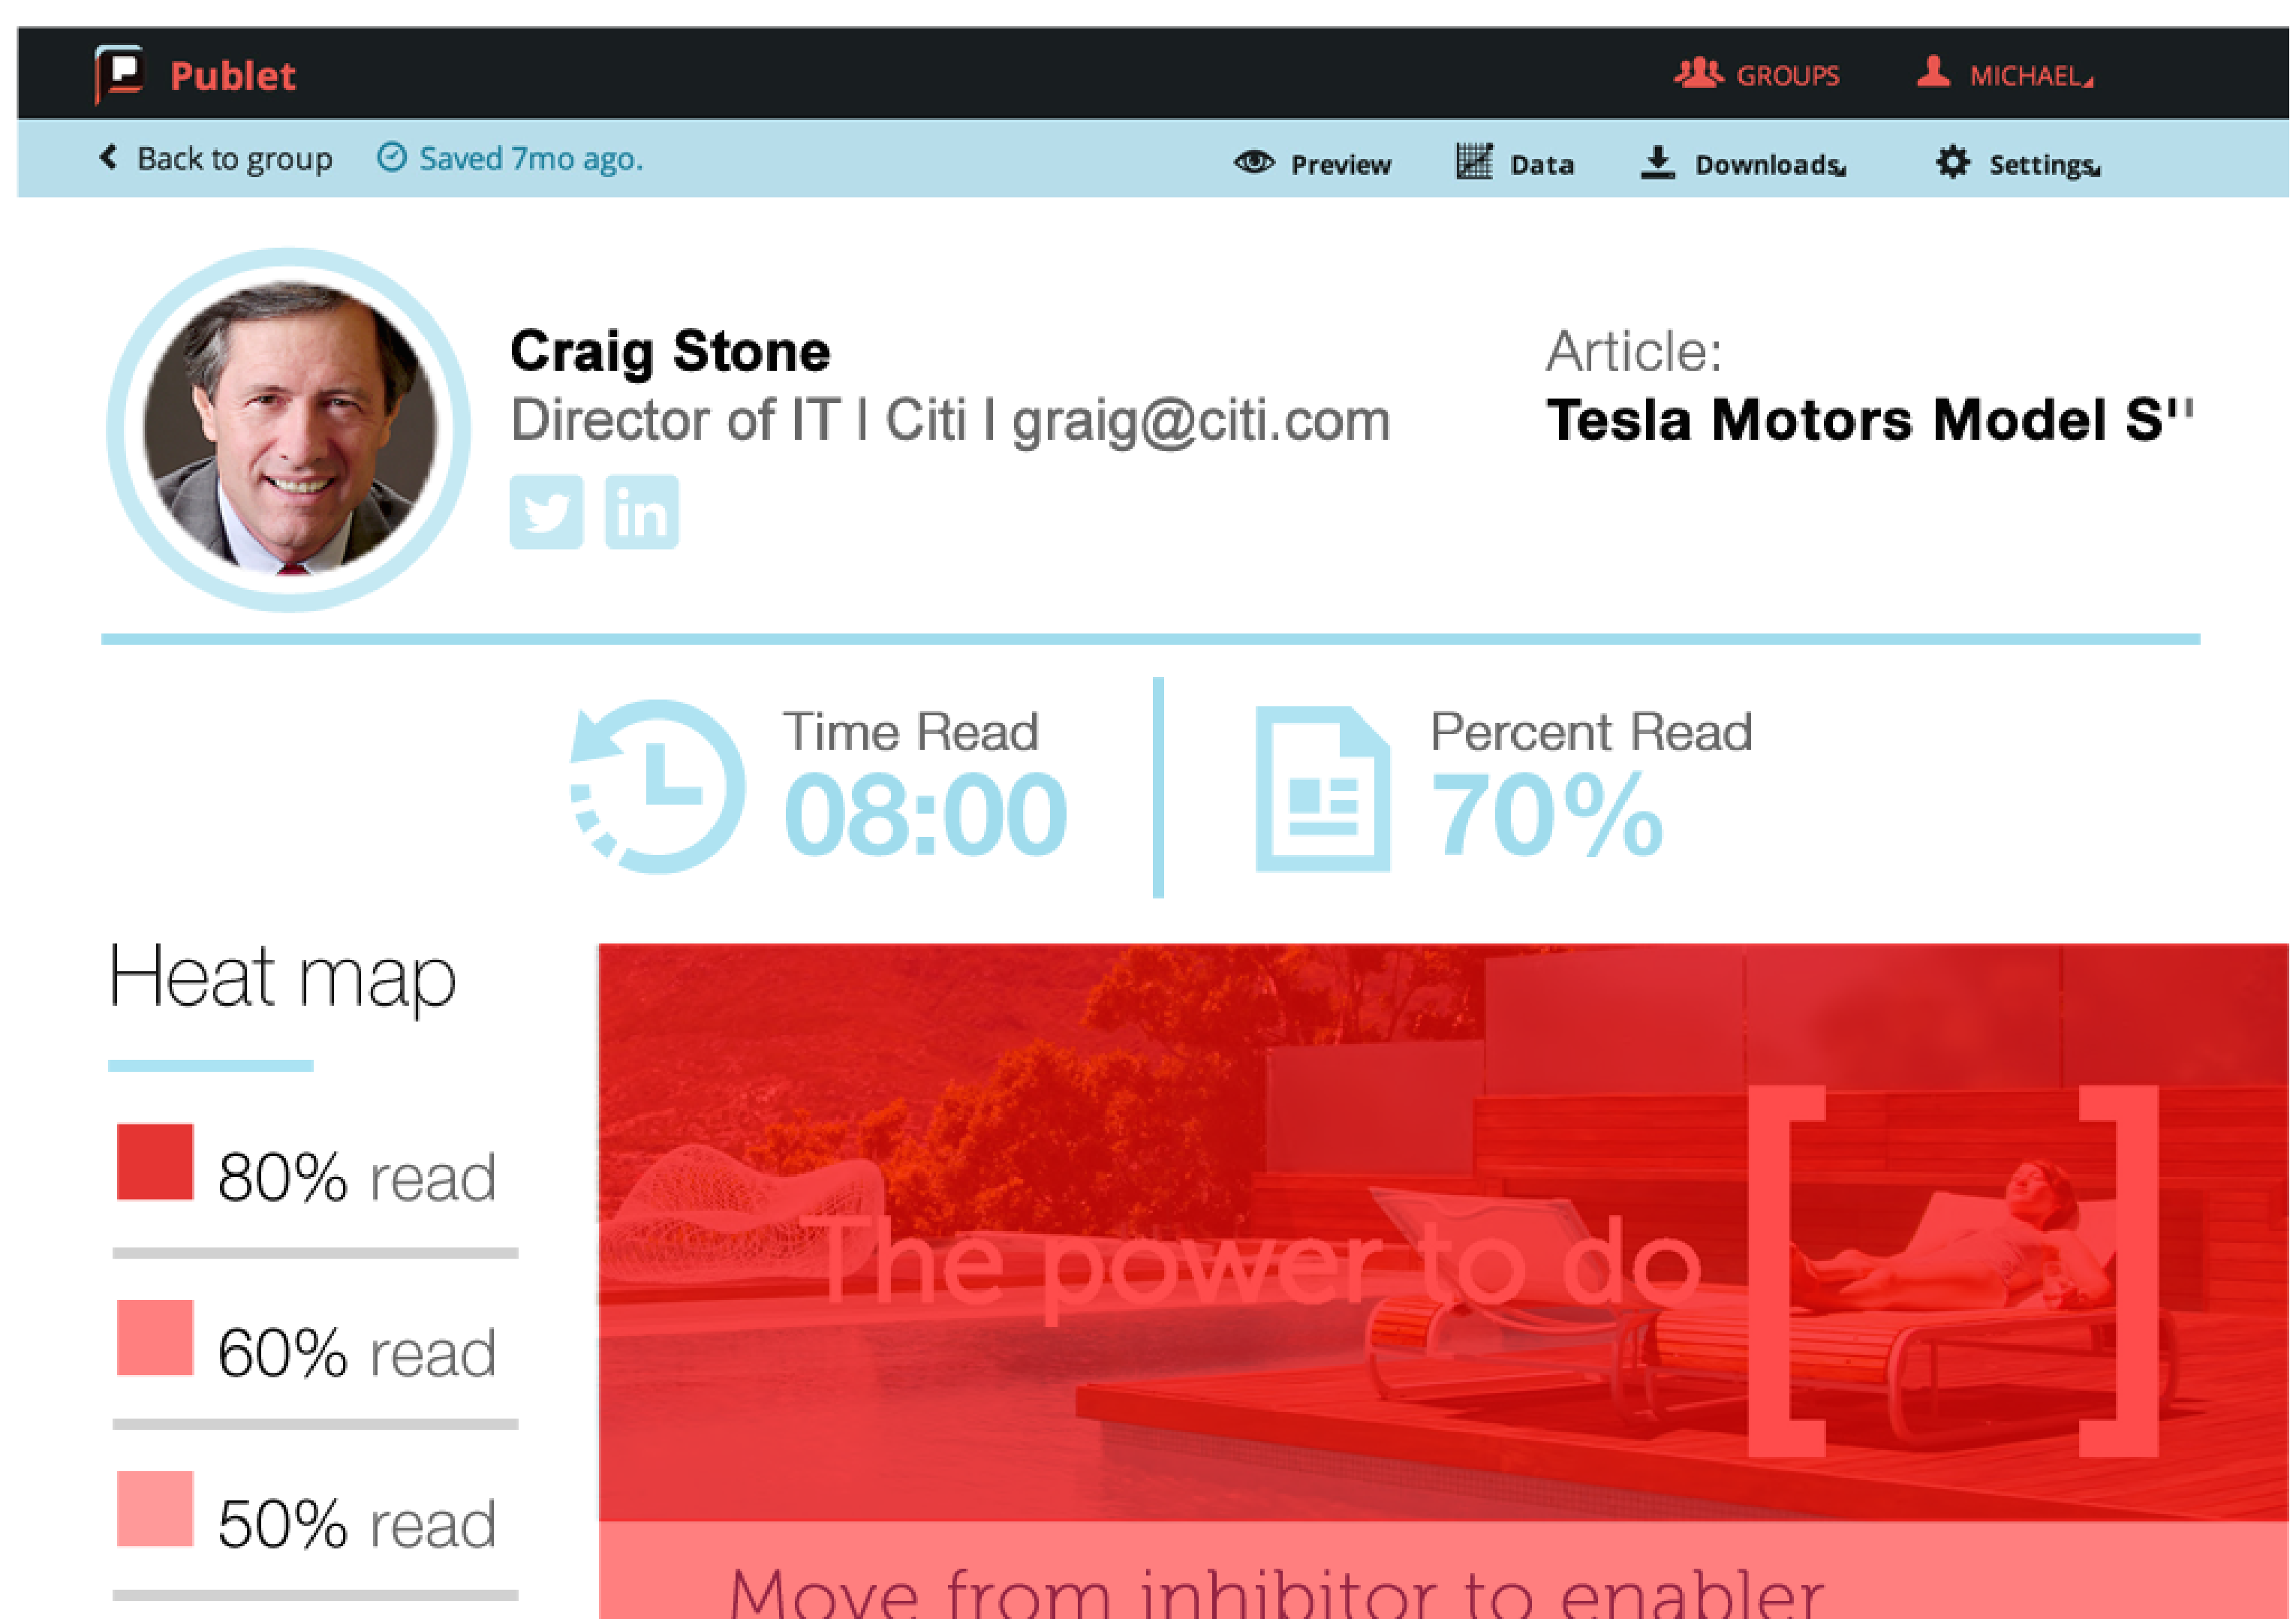 Publet
GROUPS
MICHAEL
Back to group
Saved 7mo ago.
Preview
Data
Downloads
Settings
Craig Stone
Director of IT I Citi I graig@citi.com
in
Article:
Tesla Motors Model S''
Time Read
08:00
Percent Read
70%
Heat map
80% read
60% read
50% read
The power to do [ ]
Move from inhibitor to enabler